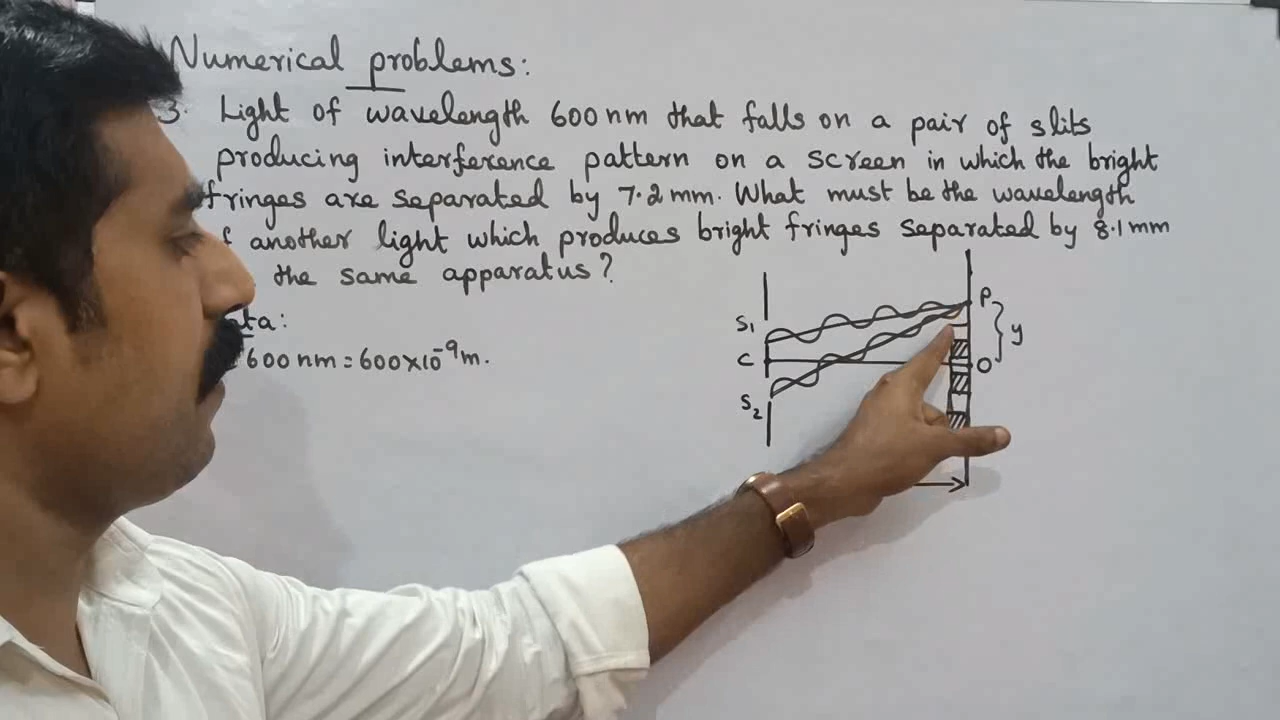 Numerical problems:
3. Light of wavelength 600 nm that falls on a pair of slits
producing interference pattern on a screen in which the bright
fringes are separated by 7.2 mm. What must be the wavelength
another light which produces bright fringes separated by 8.1 mm
the same apparatus?
ta:
600 nm = 600×10⁻⁹ m.
S₁
C
S₂
P
y
O